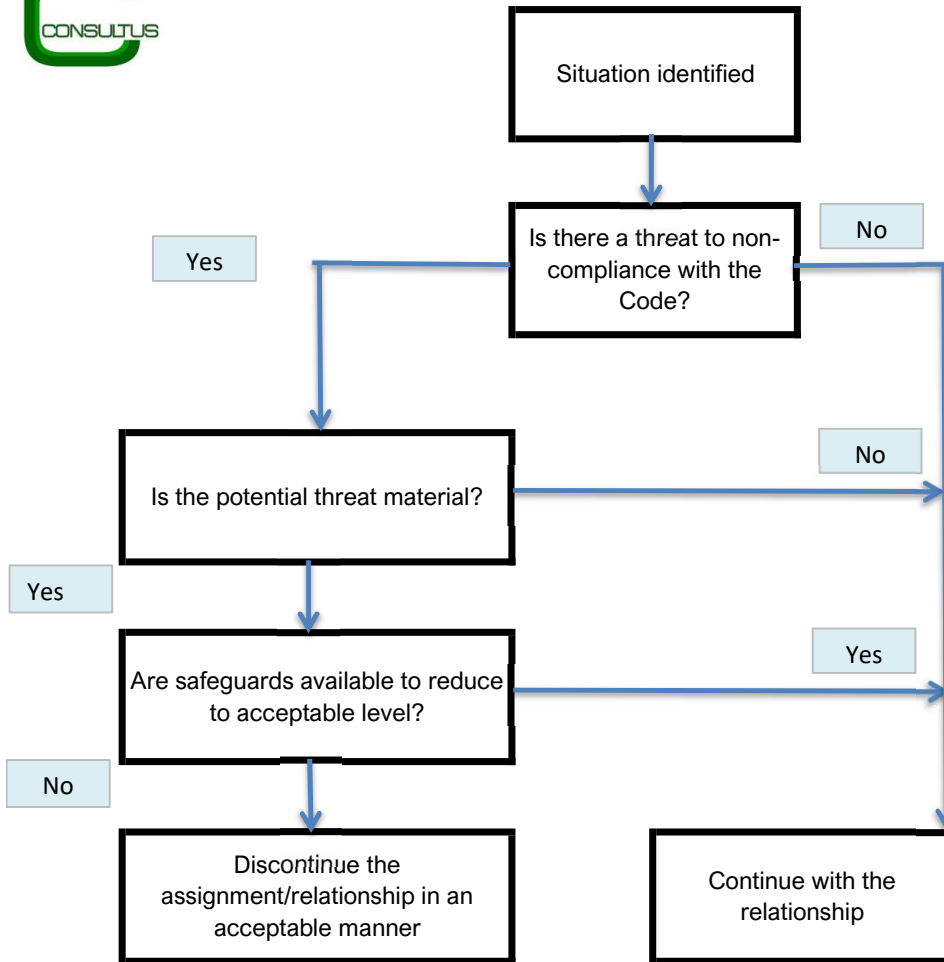 CONSULTUS
Situation identified
Is there a threat to non-
compliance with the
Code?
No
Yes
Is the potential threat material?
No
Yes
Are safeguards available to reduce
to acceptable level?
Yes
No
Discontinue the
assignment/relationship in an
acceptable manner
Continue with the
relationship